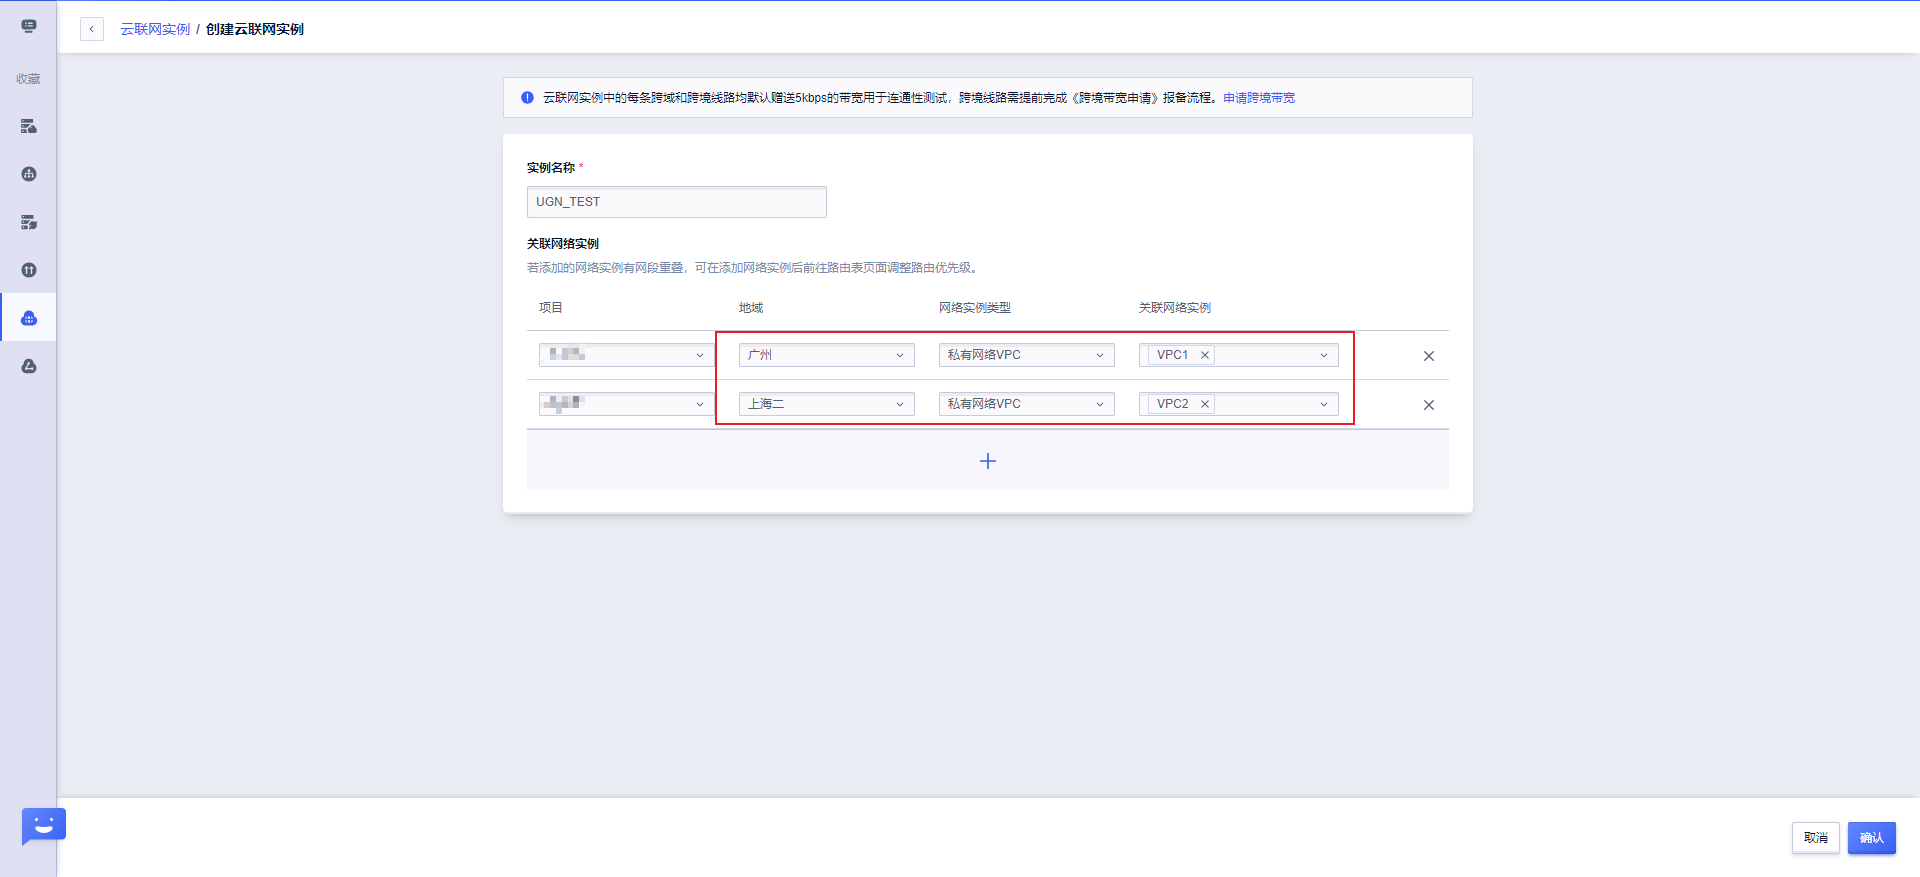 云联网实例 / 创建云联网实例
收藏
云联网实例中的每条跨域和跨境线路均默认赠送5kbps的带宽用于连通性测试，跨境线路需提前完成《跨境带宽申请》报备流程。申请跨境带宽
实例名称 *
UGN_TEST
关联网络实例
若添加的网络实例有网段重叠，可在添加网络实例后前往路由表页面调整路由优先级。
项目 地域 网络实例类型 关联网络实例
广州 私有网络VPC VPC1
上海二 私有网络VPC VPC2
取消 确认